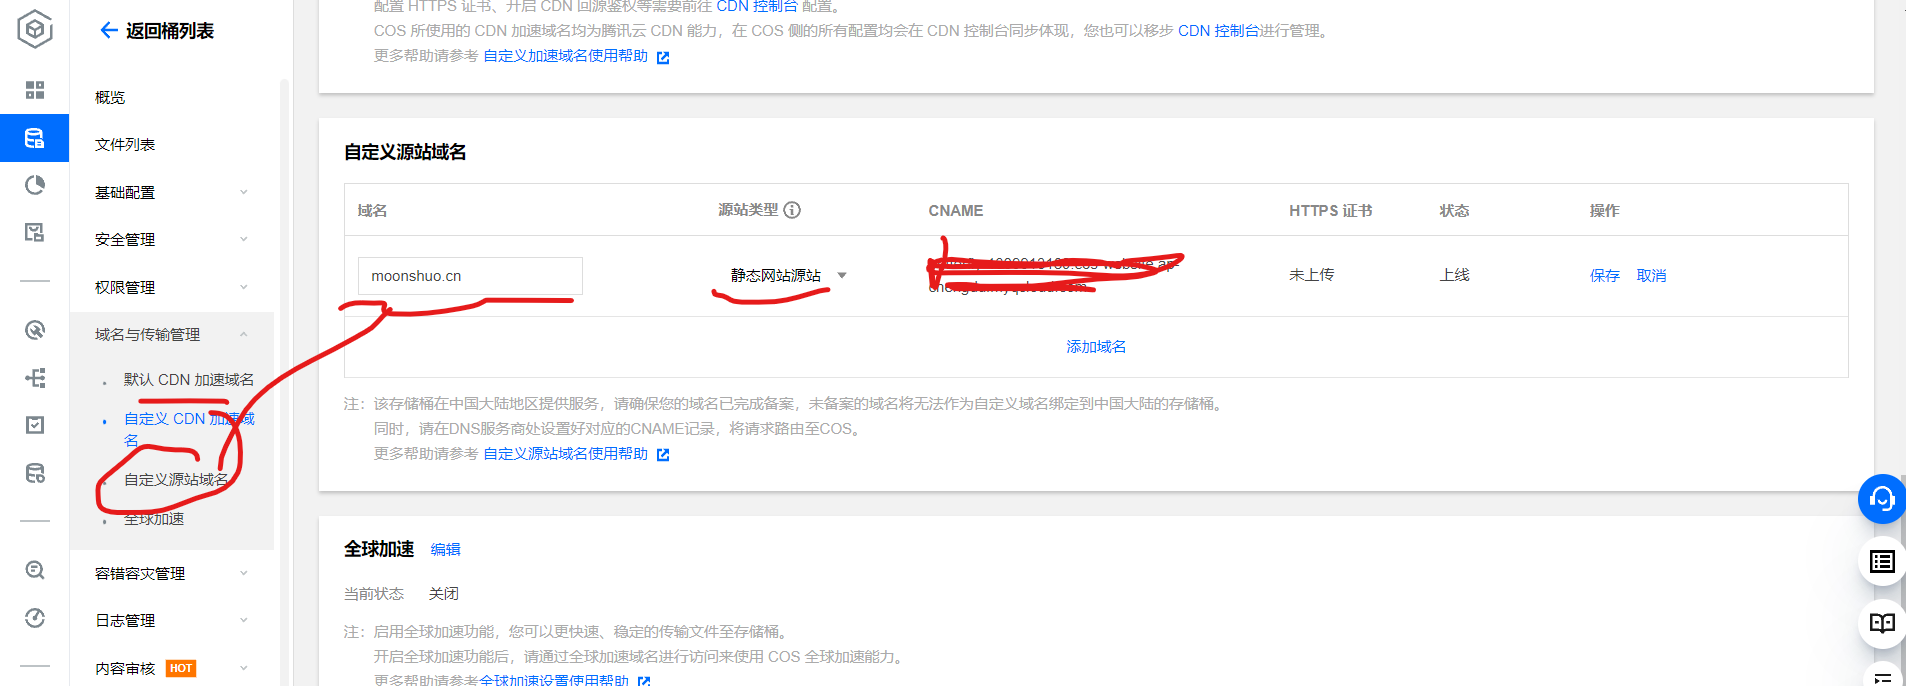 返回桶列表
概览
文件列表
基础配置
安全管理
权限管理
域名与传输管理
默认 CDN 加速域名
自定义 CDN 加速域
名
自定义源站域名
全球加速
容错容灾管理
日志管理
内容审核 HOT
配置 HTTPS 证书、开启 CDN 回源鉴权等需要前往 CDN 控制台 配置。
COS 所使用的 CDN 加速域名均为腾讯云 CDN 能力，在 COS 侧的所有配置均会在 CDN 控制台同步体现，您也可以移步 CDN 控制台进行管理。
更多帮助请参考 自定义加速域名使用帮助
自定义源站域名
域名 源站类型 CNAME HTTPS 证书 状态 操作
moonshuo.cn 静态网站源站 未上传 上线 保存 取消
添加域名
注： 该存储桶在中国大陆地区提供服务，请确保您的域名已完成备案，未备案的域名将无法作为自定义域名绑定到中国大陆的存储桶。
同时，请在DNS服务商处设置好对应的CNAME记录，将请求路由至COS。
更多帮助请参考 自定义源站域名使用帮助
全球加速 编辑
当前状态 关闭
注： 启用全球加速功能，您可以更快速、稳定的传输文件至存储桶。
开启全球加速功能后，请通过全球加速域名进行访问来使用 COS 全球加速能力。
更多帮助请参考全球加速设置使用帮助